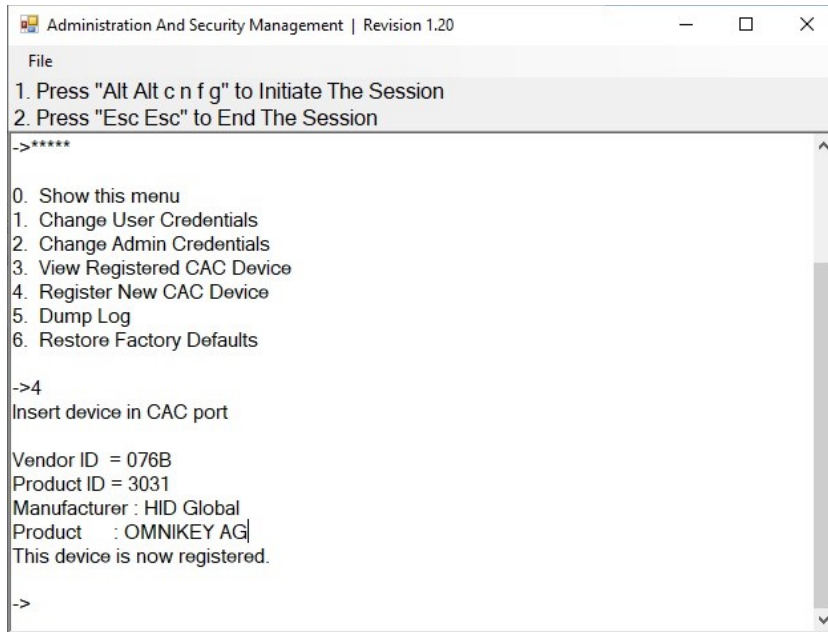 Administration And Security Management | Revision 1.20
File
1. Press "Alt Alt c n f g" to Initiate The Session
2. Press "Esc Esc" to End The Session
->*****
0. Show this menu
1. Change User Credentials
2. Change Admin Credentials
3. View Registered CAC Device
4. Register New CAC Device
5. Dump Log
6. Restore Factory Defaults
->4
Insert device in CAC port
Vendor ID = 076B
Product ID = 3031
Manufacturer : HID Global
Product : OMNIKEY AG
This device is now registered.
->